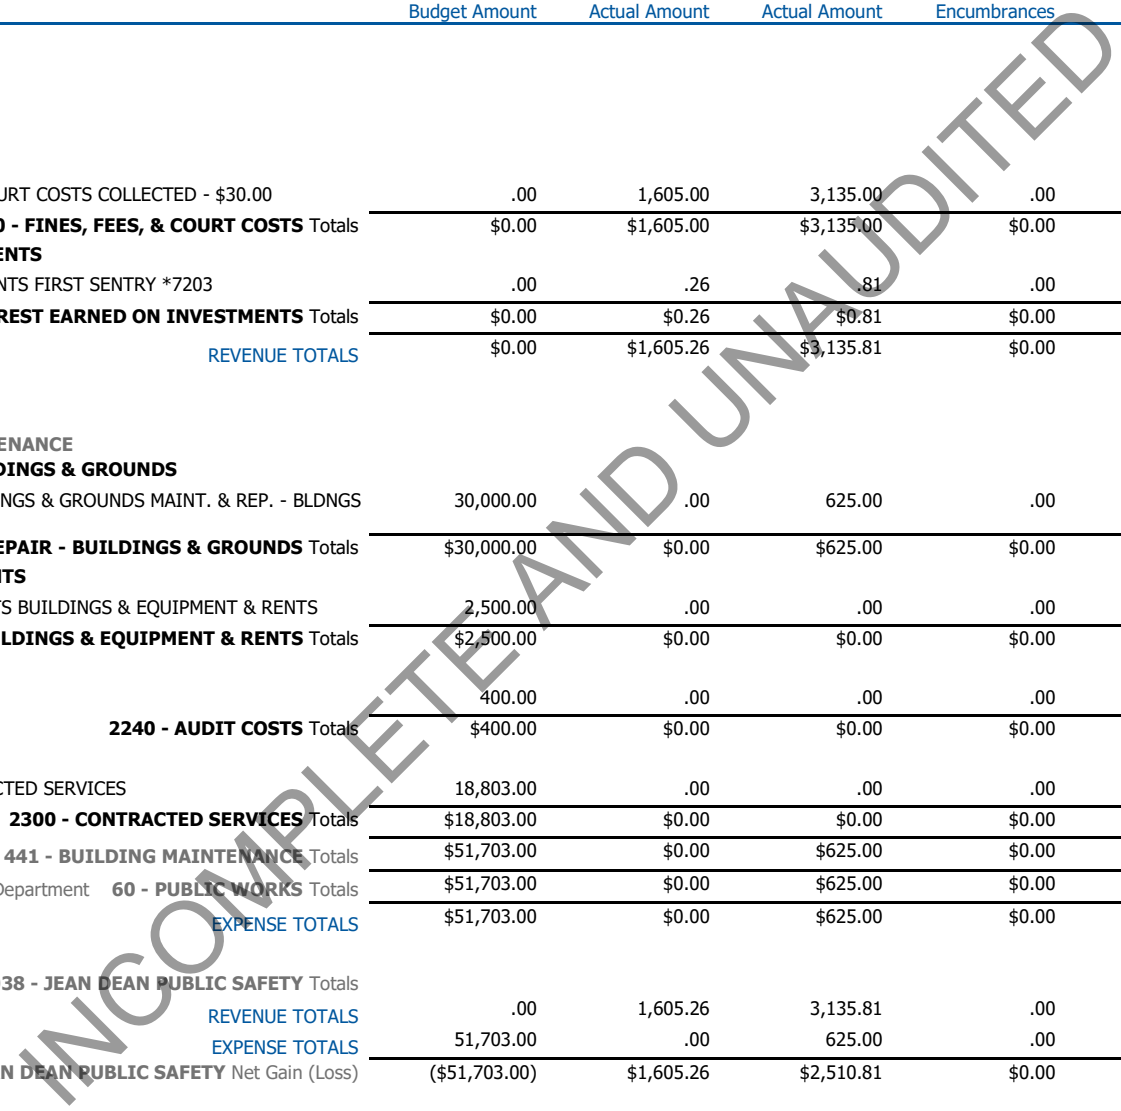 Budget Amount Actual Amount Actual Amount Encumbrances
URT COSTS COLLECTED - $30.00 .00 1,605.00 3,135.00 .00
0 - FINES, FEES, & COURT COSTS Totals $0.00 $1,605.00 $3,135.00 $0.00
ENTS
NTS FIRST SENTRY *7203 .00 .26 .81 .00
REST EARNED ON INVESTMENTS Totals $0.00 $0.26 $0.81 $0.00
REVENUE TOTALS $0.00 $1,605.26 $3,135.81 $0.00
ENANCE
DINGS & GROUNDS
NGS & GROUNDS MAINT. & REP. - BLDNGS 30,000.00 .00 625.00 .00
EPAIR - BUILDINGS & GROUNDS Totals $30,000.00 $0.00 $625.00 $0.00
NTS
TS BUILDINGS & EQUIPMENT & RENTS 2,500.00 .00 .00 .00
LDINGS & EQUIPMENT & RENTS Totals $2,500.00 $0.00 $0.00 $0.00
400.00 .00 .00 .00
2240 - AUDIT COSTS Totals $400.00 $0.00 $0.00 $0.00
CTED SERVICES 18,803.00 .00 .00 .00
2300 - CONTRACTED SERVICES Totals $18,803.00 $0.00 $0.00 $0.00
441 - BUILDING MAINTENANCE Totals $51,703.00 $0.00 $625.00 $0.00
Department 60 - PUBLIC WORKS Totals $51,703.00 $0.00 $625.00 $0.00
EXPENSE TOTALS $51,703.00 $0.00 $625.00 $0.00
38 - JEAN DEAN PUBLIC SAFETY Totals
REVENUE TOTALS .00 1,605.26 3,135.81 .00
EXPENSE TOTALS 51,703.00 .00 625.00 .00
N DEAN PUBLIC SAFETY Net Gain (Loss) ($51,703.00) $1,605.26 $2,510.81 $0.00
INCOMPLETE AND UNAUDITED